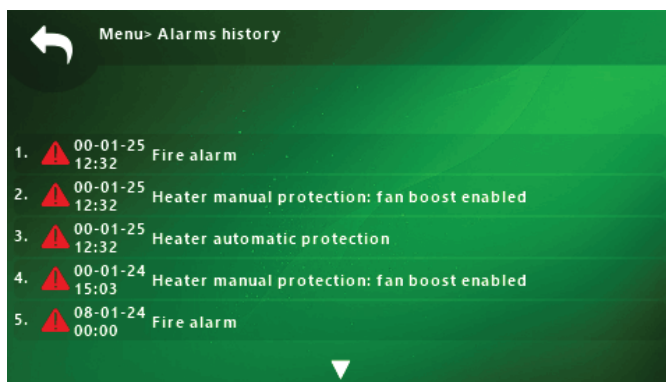 Menu> Alarms history
1. 00-01-25 12:32 Fire alarm
2. 00-01-25 12:32 Heater manual protection: fan boost enabled
3. 00-01-25 12:32 Heater automatic protection
4. 00-01-24 15:03 Heater manual protection: fan boost enabled
5. 08-01-24 00:00 Fire alarm